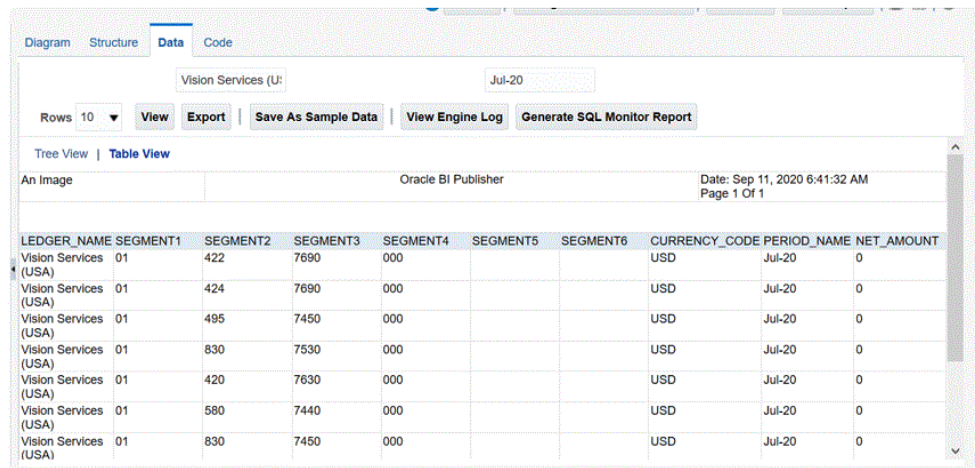 Diagram Structure Data Code
Vision Services (U: Jul-20
Rows 10 View Export | Save As Sample Data | View Engine Log Generate SQL Monitor Report
Tree View | Table View
An Image Oracle BI Publisher Date: Sep 11, 2020 6:41:32 AM
Page 1 Of 1
LEDGER_NAME SEGMENT1 SEGMENT2 SEGMENT3 SEGMENT4 SEGMENT5 SEGMENT6 CURRENCY_CODE PERIOD_NAME NET_AMOUNT
Vision Services 01 422 7690 000 USD Jul-20 0
(USA)
Vision Services 01 424 7690 000 USD Jul-20 0
(USA)
Vision Services 01 495 7450 000 USD Jul-20 0
(USA)
Vision Services 01 830 7530 000 USD Jul-20 0
(USA)
Vision Services 01 420 7630 000 USD Jul-20 0
(USA)
Vision Services 01 580 7440 000 USD Jul-20 0
(USA)
Vision Services 01 830 7450 000 USD Jul-20 0
(USA)